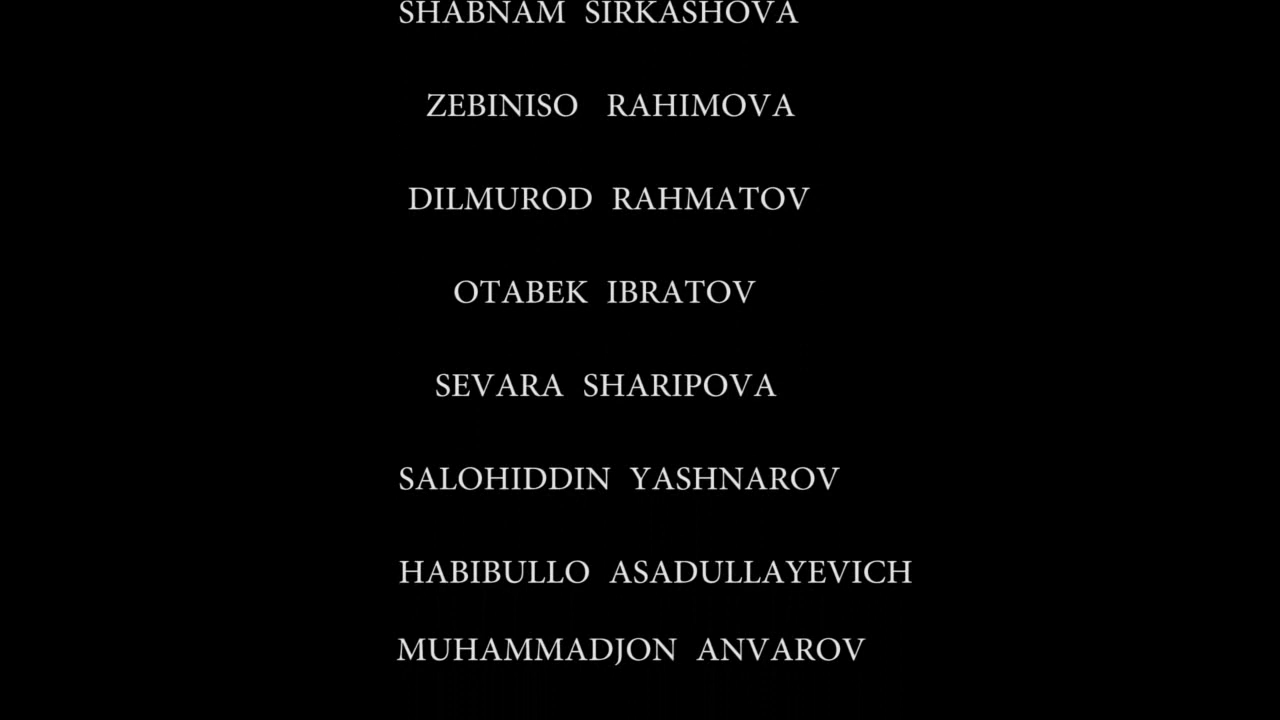 SHABNAM SIRKASHOVA
ZEBINISO RAHIMOVA
DILMUROD RAHMATOV
OTABEK IBRATOV
SEVARA SHARIPOVA
SALOHIDDIN YASHNAROV
HABIBULLO ASADULLAYEVICH
MUHAMMADJON ANVAROV